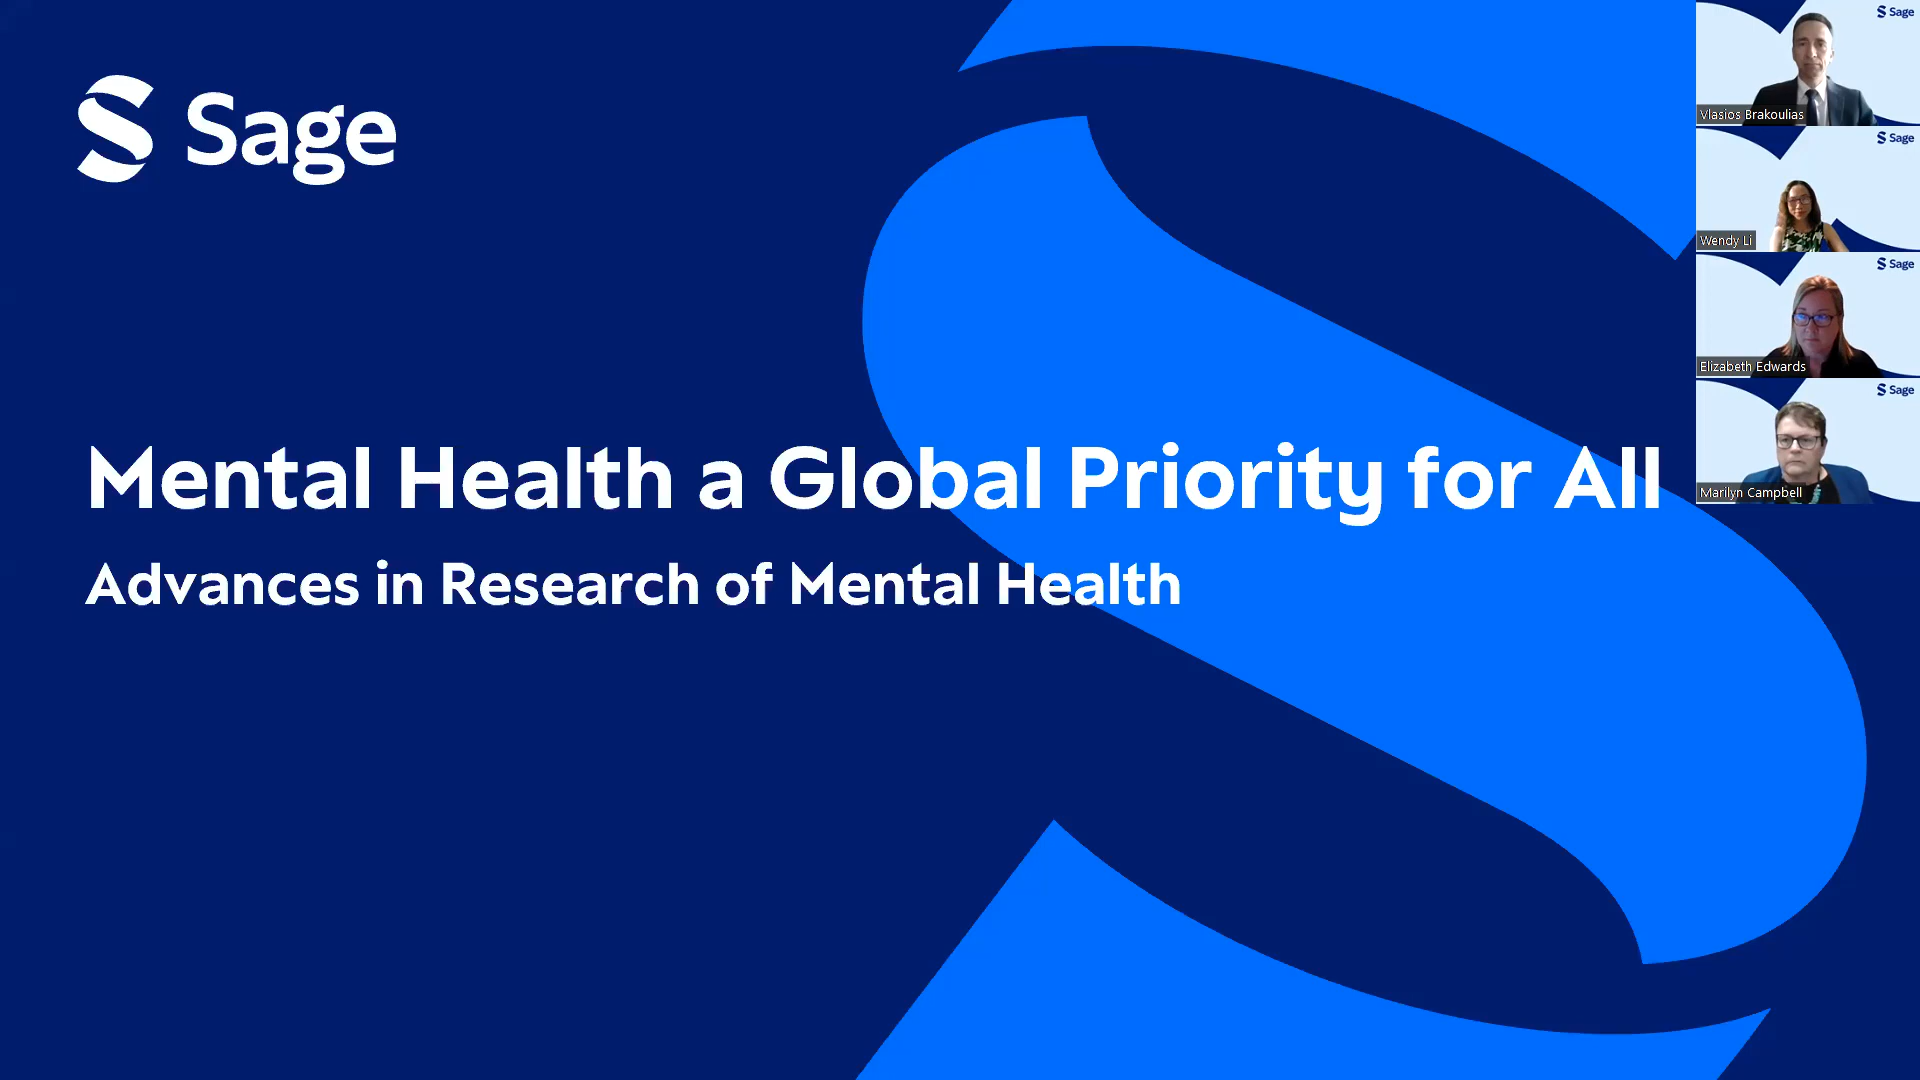 Sage
Mental Health a Global Priority for All
Advances in Research of Mental Health
Sage
Vlasios Brakoulias
Sage
Wendy Li
Sage
Elizabeth Edwards
Sage
Marilyn Campbell